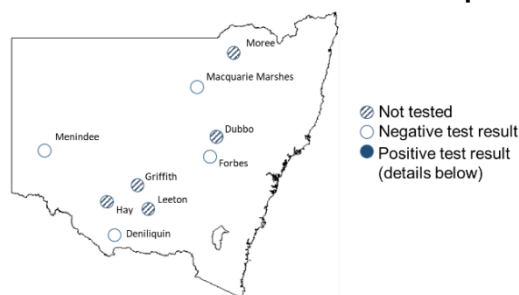 Moree
Macquarie Marshes
Dubbo
Menindee
Forbes
Griffith
Leeton
Hay
Deniliquin
Not tested
Negative test result
Positive test result
(details below)